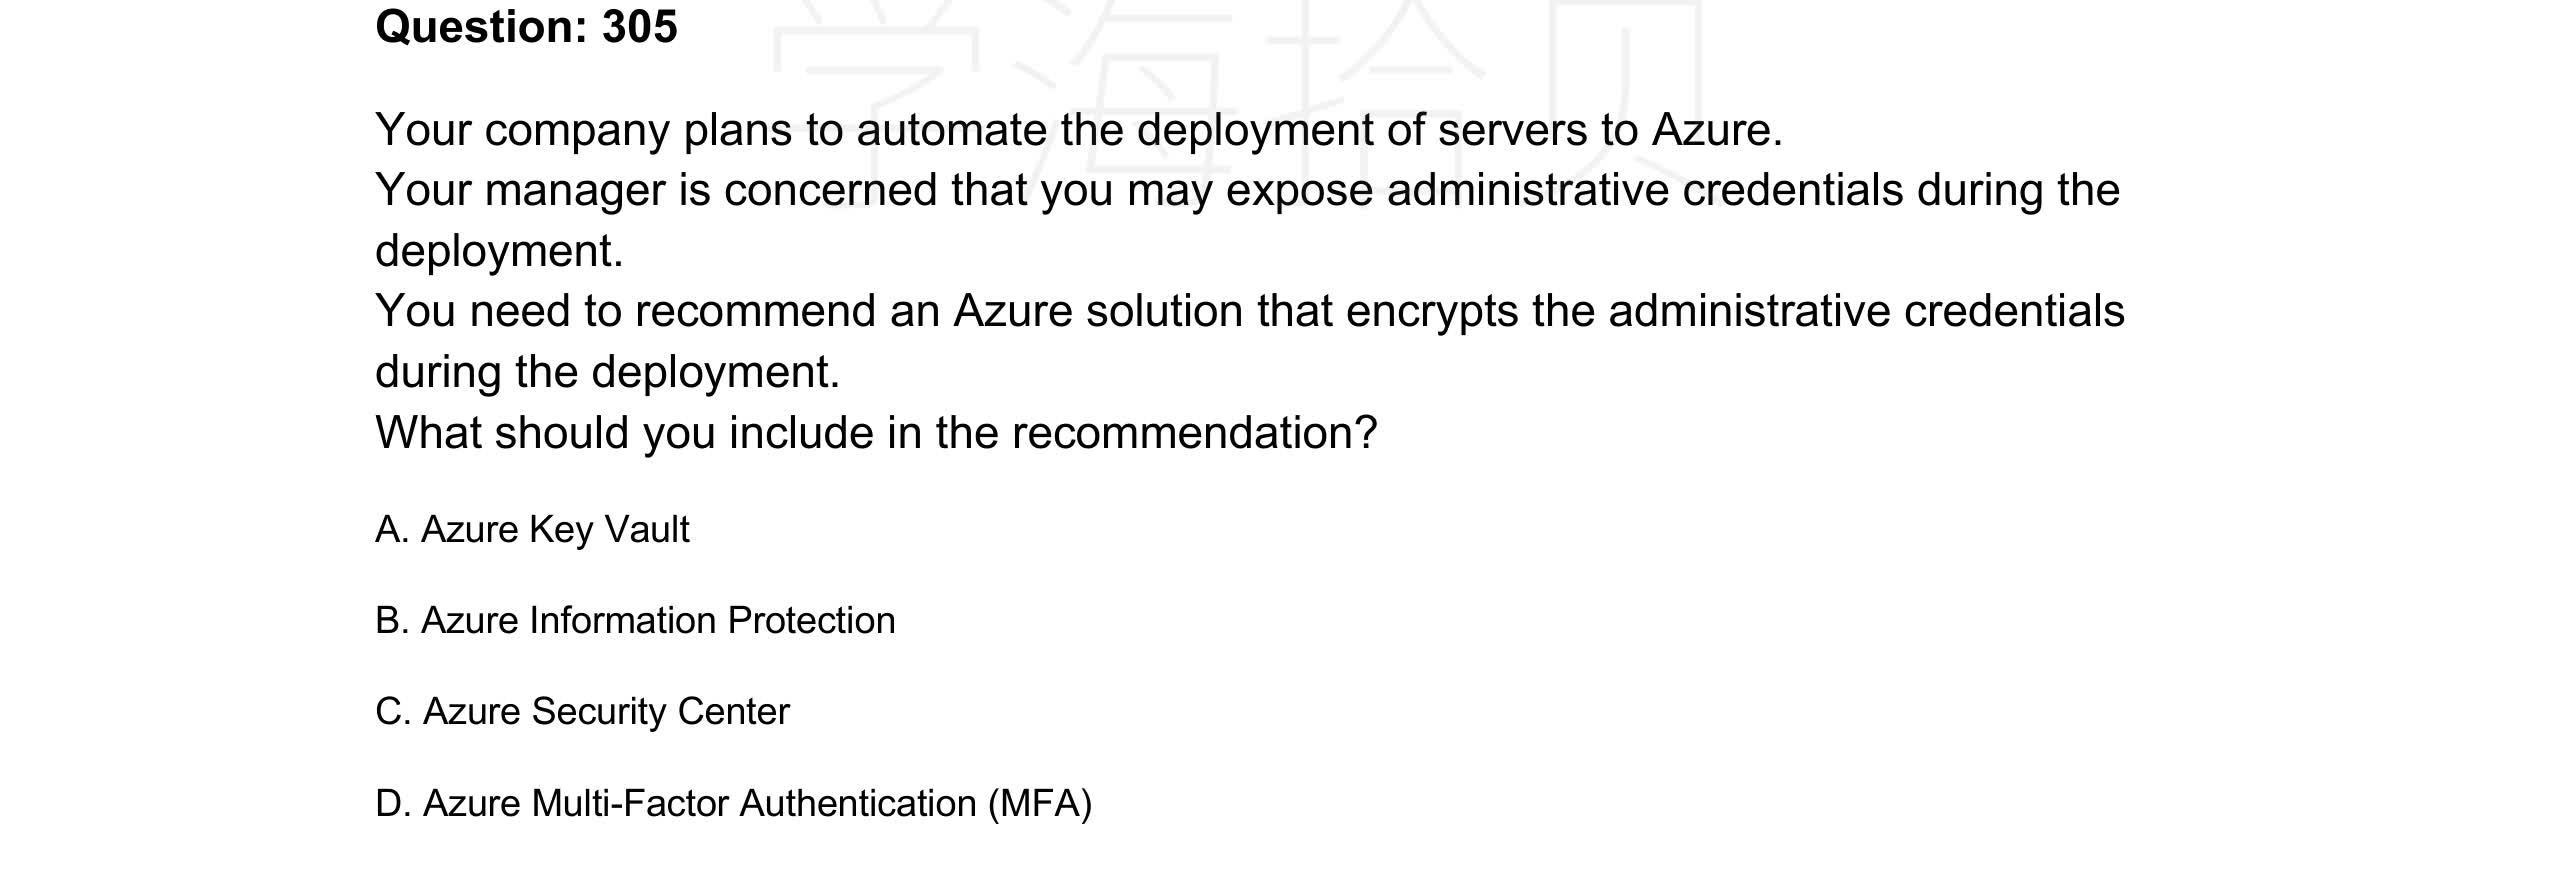 Question: 305
学海拾贝
Your company plans to automate the deployment of servers to Azure.
Your manager is concerned that you may expose administrative credentials during the
deployment.
You need to recommend an Azure solution that encrypts the administrative credentials
during the deployment.
What should you include in the recommendation?
A. Azure Key Vault
B. Azure Information Protection
C. Azure Security Center
D. Azure Multi-Factor Authentication (MFA)